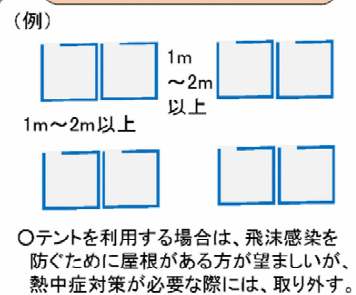 （例）
1m
～2m
以上
1m～2m以上
〇テントを利用する場合は、飛沫感染を
防ぐために屋根がある方が望ましいが、
熱中症対策が必要な際には、取り外す。